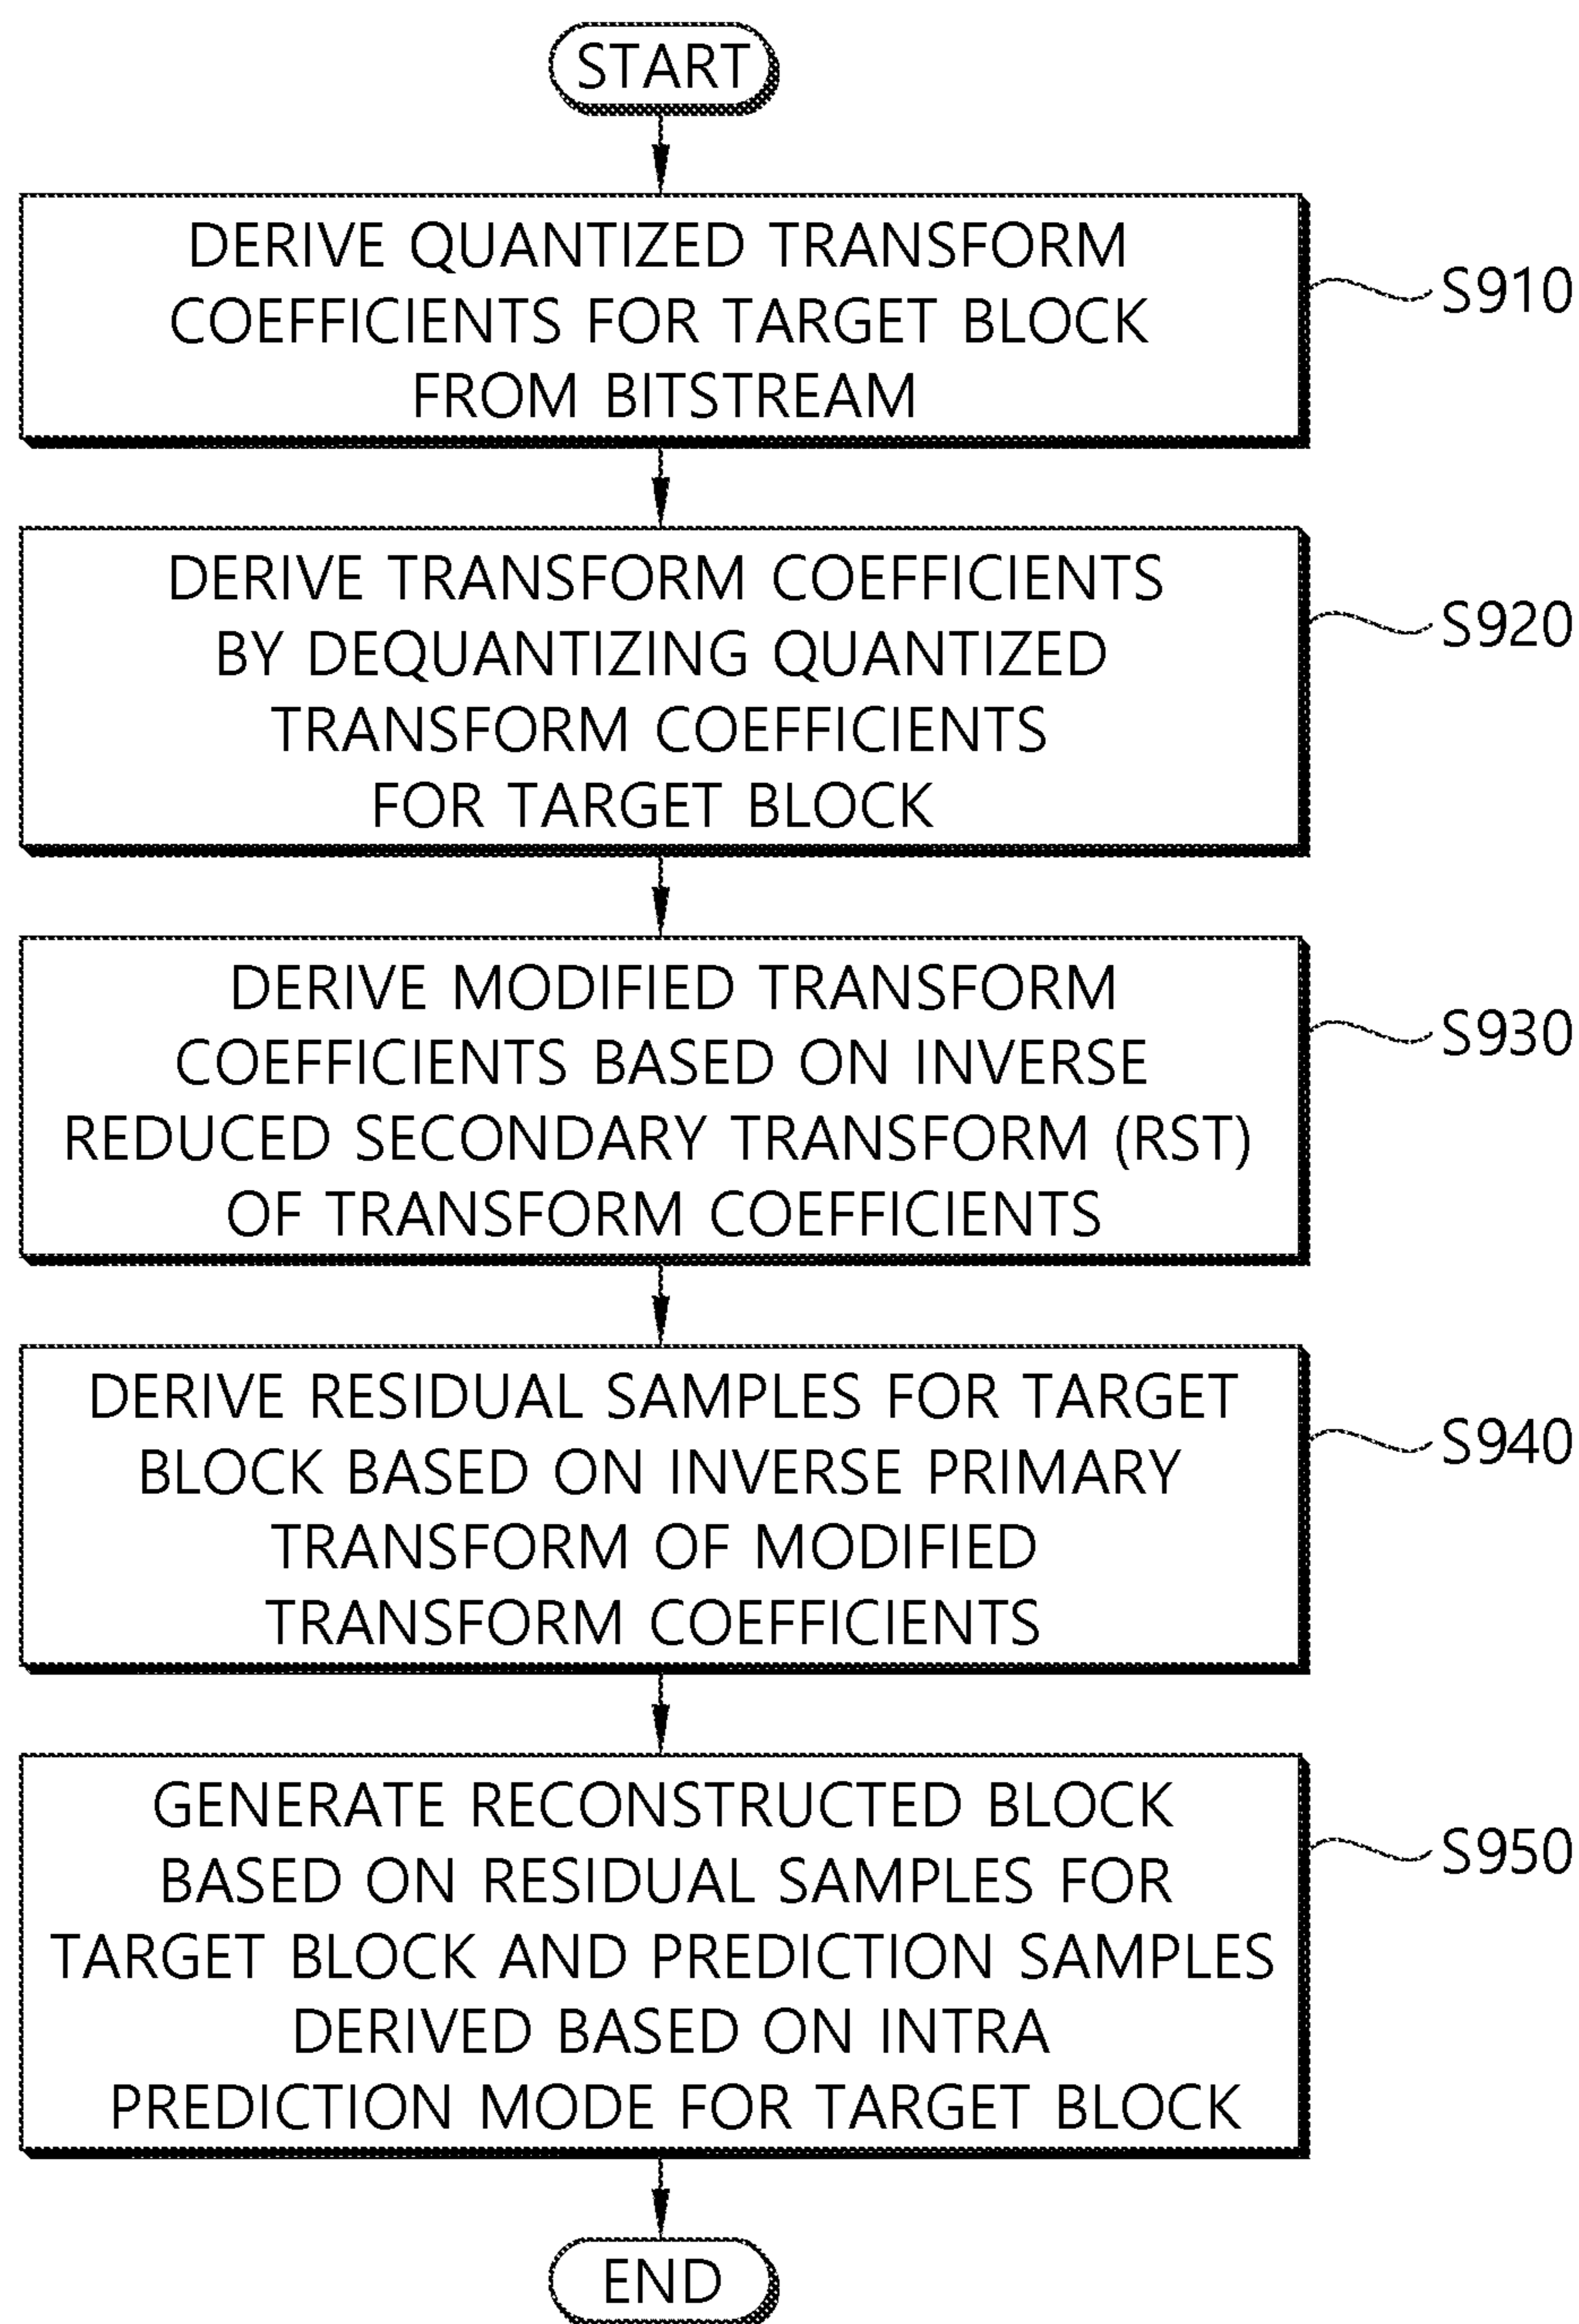 START
DERIVE QUANTIZED TRANSFORM
COEFFICIENTS FOR TARGET BLOCK
FROM BITSTREAM
S910
DERIVE TRANSFORM COEFFICIENTS
BY DEQUANTIZING QUANTIZED
TRANSFORM COEFFICIENTS
FOR TARGET BLOCK
S920
DERIVE MODIFIED TRANSFORM
COEFFICIENTS BASED ON INVERSE
REDUCED SECONDARY TRANSFORM (RST)
OF TRANSFORM COEFFICIENTS
S930
DERIVE RESIDUAL SAMPLES FOR TARGET
BLOCK BASED ON INVERSE PRIMARY
TRANSFORM OF MODIFIED
TRANSFORM COEFFICIENTS
S940
GENERATE RECONSTRUCTED BLOCK
BASED ON RESIDUAL SAMPLES FOR
TARGET BLOCK AND PREDICTION SAMPLES
DERIVED BASED ON INTRA
PREDICTION MODE FOR TARGET BLOCK
S950
END